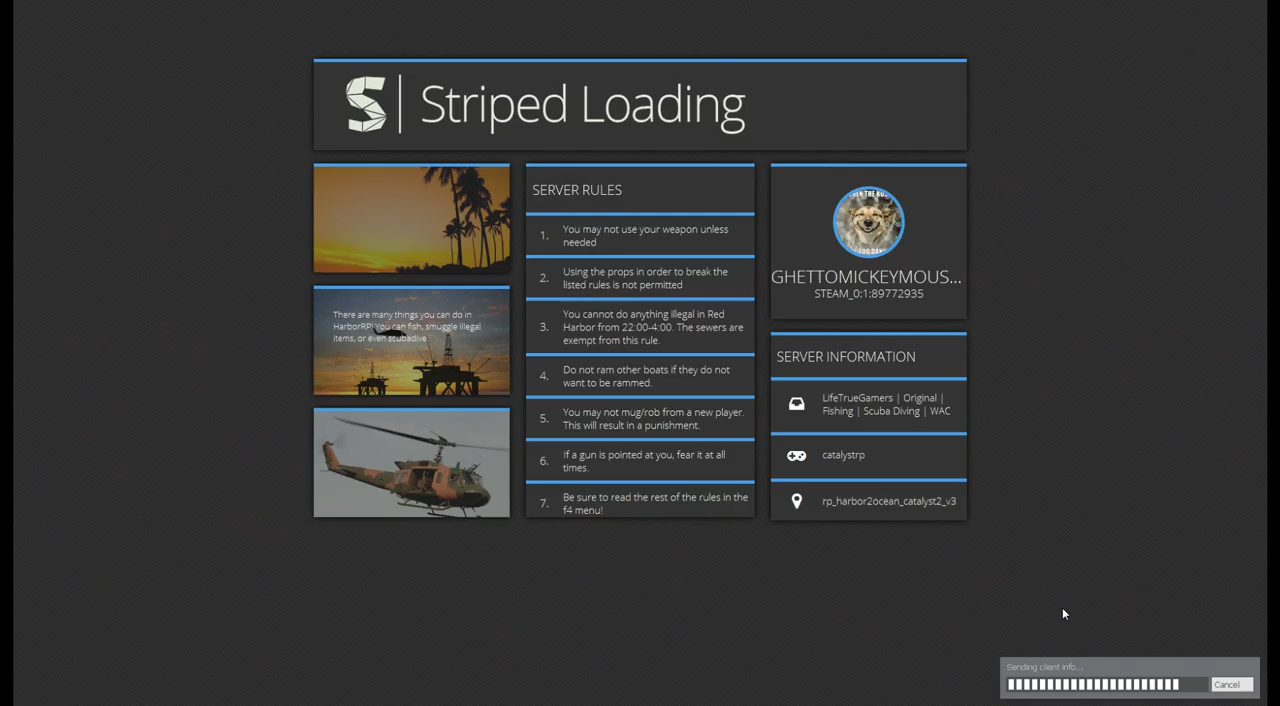 S | Striped Loading
There are many things you can do in
HarborRP! You can fish, smuggle illegal
items, or even scubadive
SERVER RULES
1. You may not use your weapon unless
needed
2. Using the props in order to break the
listed rules is not permitted
3. You cannot do anything illegal in Red
Harbor from 22:00-4:00. The sewers are
exempt from this rule.
4. Do not ram other boats if they do not
want to be rammed.
5. You may not mug/rob from a new player.
This will result in a punishment.
6. If a gun is pointed at you, fear it at all
times.
7. Be sure to read the rest of the rules in the
f4 menu!
GHETTOMICKEYMOUS...
STEAM_0:1:89772935
SERVER INFORMATION
LifeTrueGamers | Original |
Fishing | Scuba Diving | WAC
catalystrp
rp_harbor2ocean_catalyst2_v3
Sending client info...
Cancel